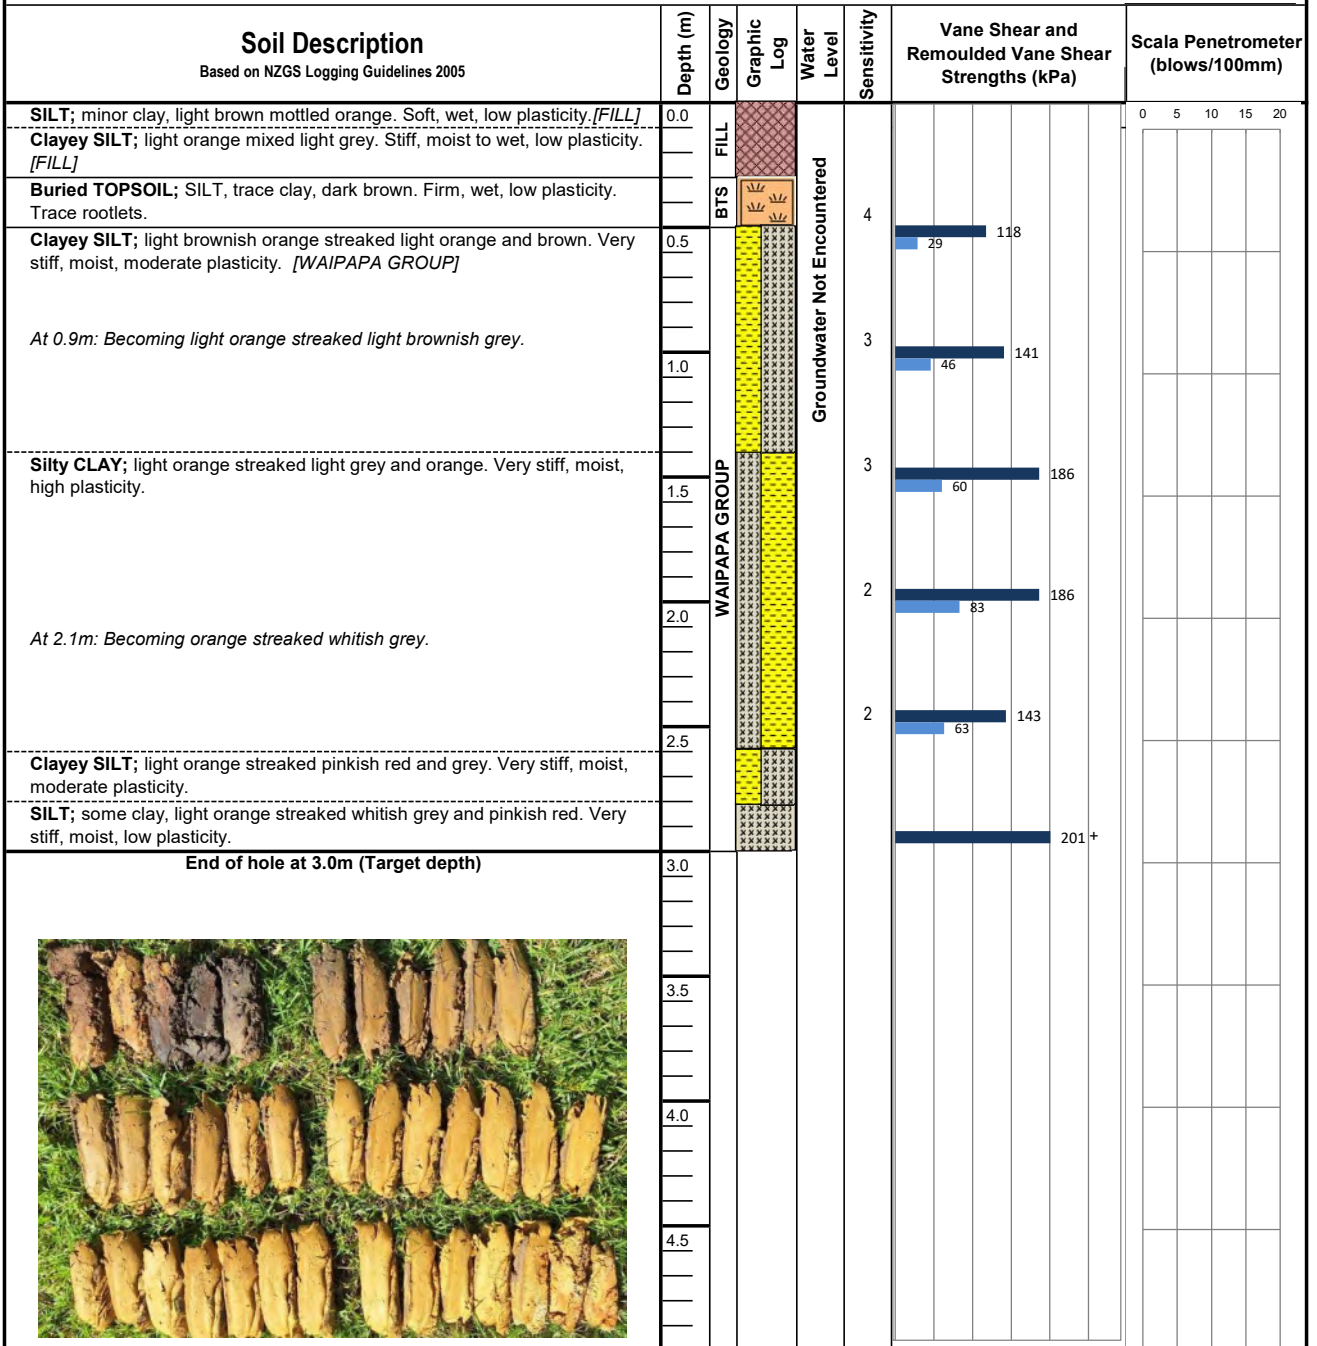 Soil Description
Based on NZGS Logging Guidelines 2005
Depth (m)
Geology
Graphic
Log
Water
Level
Sensitivity
Vane Shear and
Remoulded Vane Shear
Strengths (kPa)
Scala Penetrometer
(blows/100mm)
0 5 10 15 20
SILT; minor clay, light brown mottled orange. Soft, wet, low plasticity.[FILL]
Clayey SILT; light orange mixed light grey. Stiff, moist to wet, low plasticity.
[FILL]
Buried TOPSOIL; SILT, trace clay, dark brown. Firm, wet, low plasticity.
Trace rootlets.
Clayey SILT; light brownish orange streaked light orange and brown. Very
stiff, moist, moderate plasticity. [WAIPAPA GROUP]
At 0.9m: Becoming light orange streaked light brownish grey.
Silty CLAY; light orange streaked light grey and orange. Very stiff, moist,
high plasticity.
At 2.1m: Becoming orange streaked whitish grey.
Clayey SILT; light orange streaked pinkish red and grey. Very stiff, moist,
moderate plasticity.
SILT; some clay, light orange streaked whitish grey and pinkish red. Very
stiff, moist, low plasticity.
End of hole at 3.0m (Target depth)
0.0
0.5
1.0
1.5
2.0
2.5
3.0
3.5
4.0
4.5
FILL
BTS
WAIPAPA GROUP
Groundwater Not Encountered
4
3
3
2
2
118
29
141
46
186
60
186
83
143
63
201 +